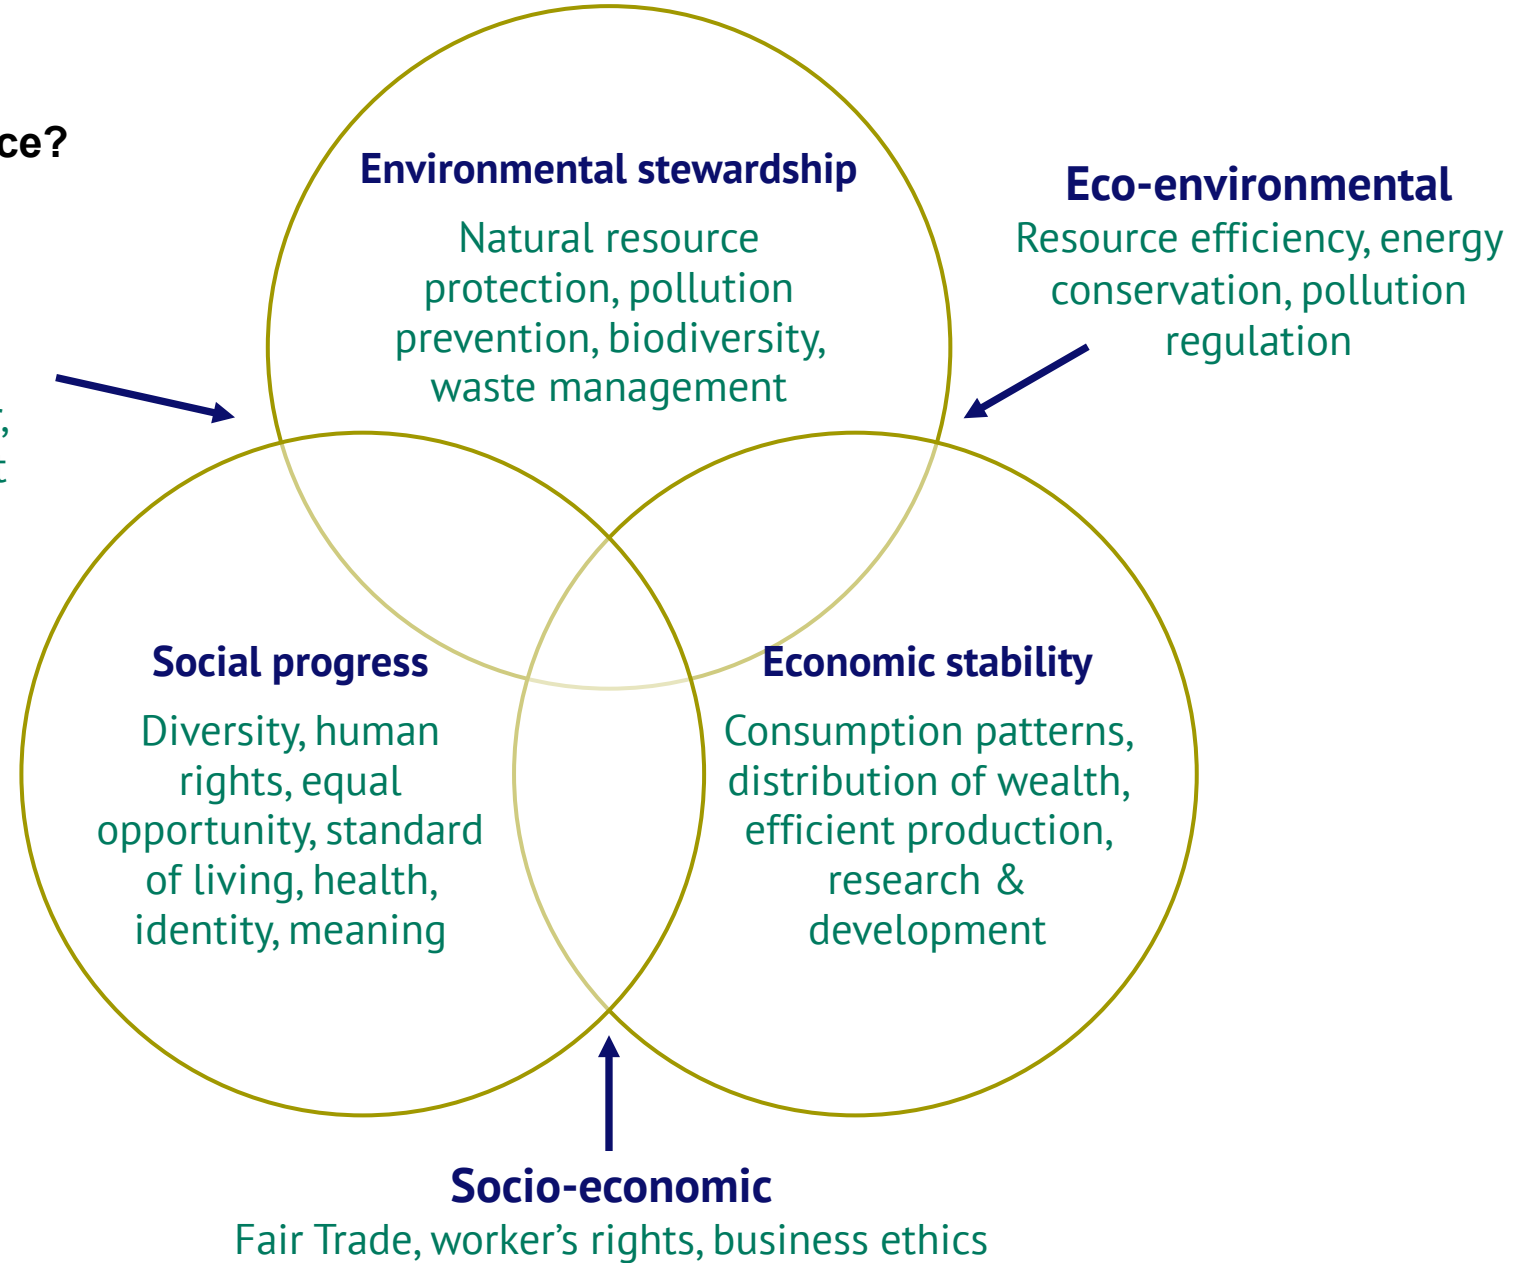 Environmental stewardship
Natural resource
protection, pollution
prevention, biodiversity,
waste management
Eco-environmental
Resource efficiency, energy
conservation, pollution
regulation
Social progress
Diversity, human
rights, equal
opportunity, standard
of living, health,
identity, meaning
Economic stability
Consumption patterns,
distribution of wealth,
efficient production,
research &
development
Socio-economic
Fair Trade, worker’s rights, business ethics